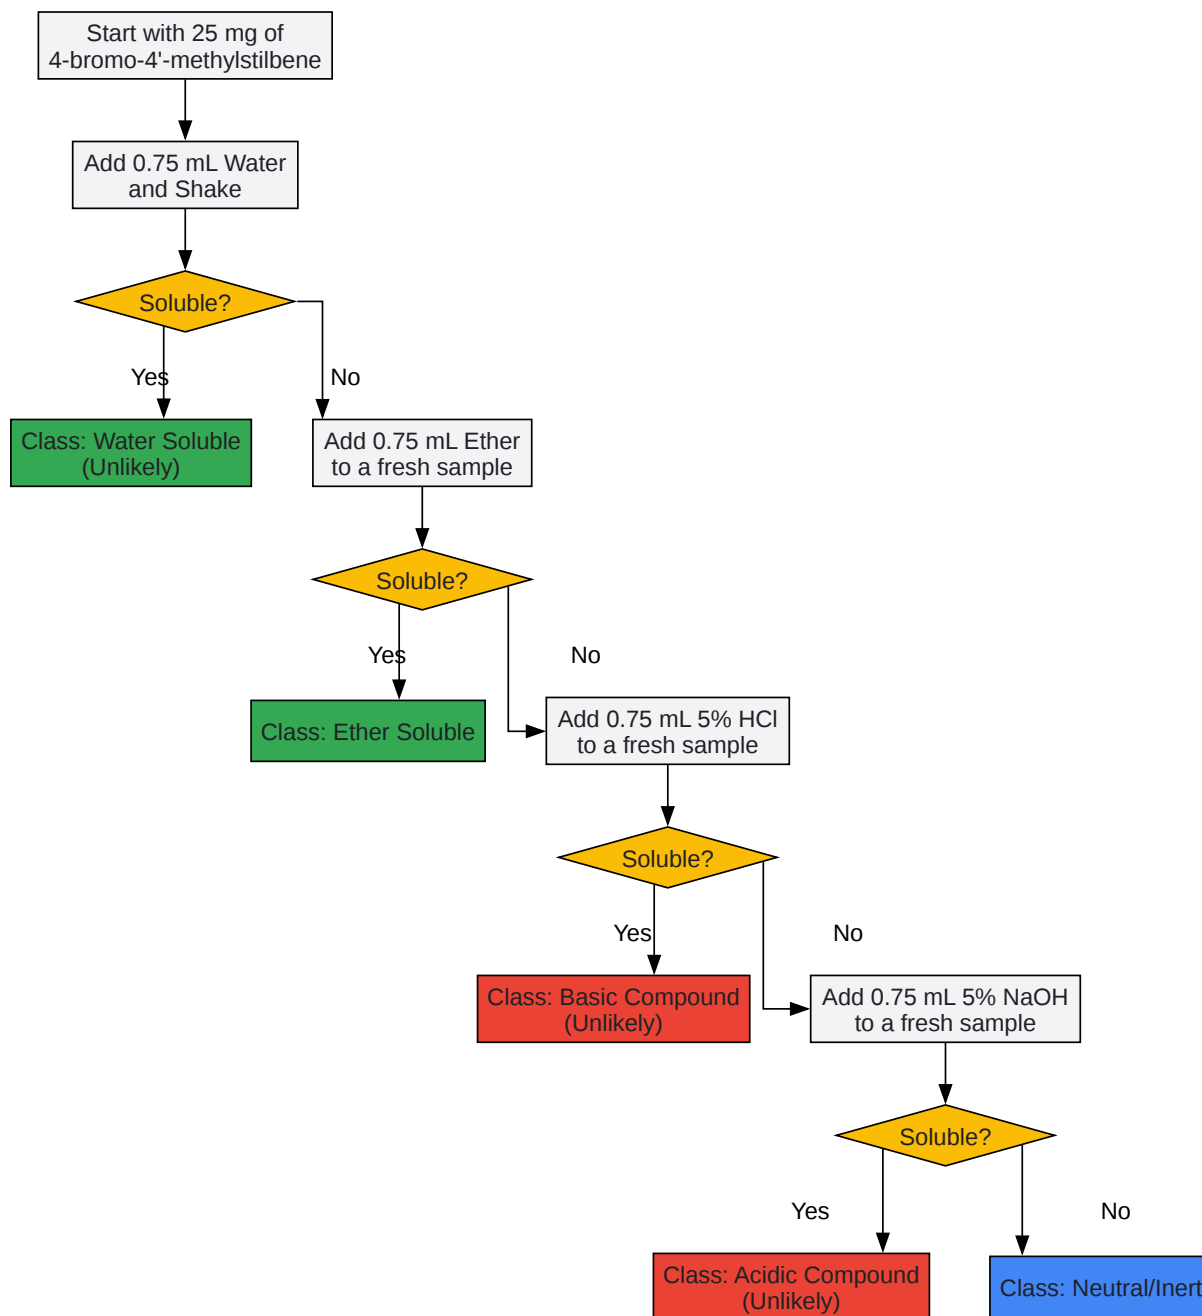 Start with 25 mg of
4-bromo-4'-methylstilbene
Add 0.75 mL Water
and Shake
Soluble?
Yes
No
Class: Water Soluble
(Unlikely)
Add 0.75 mL Ether
to a fresh sample
Soluble?
Yes
No
Class: Ether Soluble
Add 0.75 mL 5% HCl
to a fresh sample
Soluble?
Yes
No
Class: Basic Compound
(Unlikely)
Add 0.75 mL 5% NaOH
to a fresh sample
Soluble?
Yes
No
Class: Acidic Compound
(Unlikely)
Class: Neutral/Inert